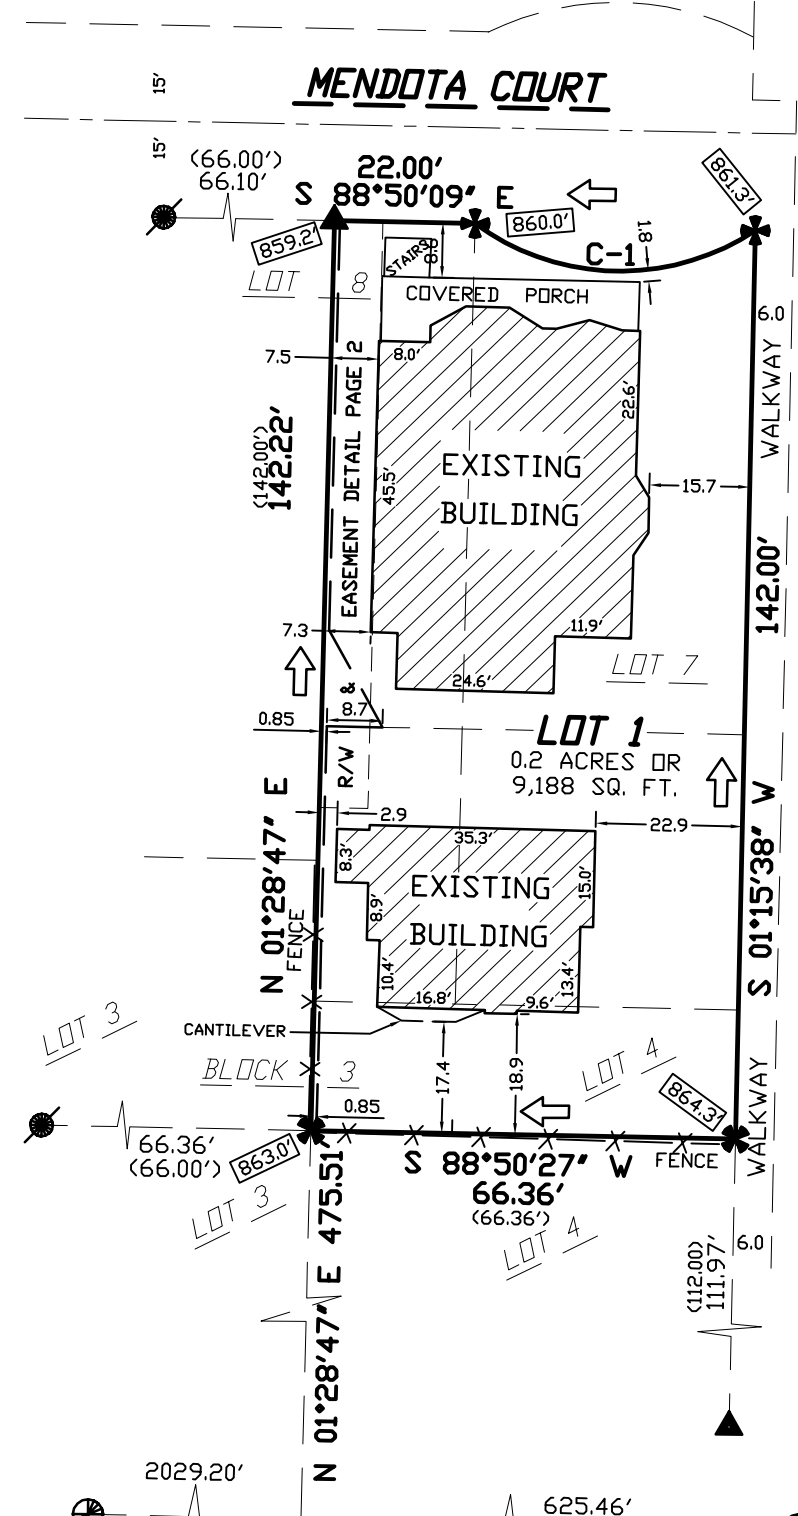 15'
MENDOTA COURT
15'
(66.00')
66.10'
22.00'
S 88°50'09" E
861.3'
859.2'
860.0'
1.8
C-1
STAIRS
8.0
LOT 8
COVERED PORCH
6.0
WALKWAY
7.5
8.0'
22.6'
EASEMENT DETAIL PAGE 2
(142.00')
142.22'
45.5'
EXISTING
BUILDING
15.7
142.00'
7.3
11.9'
24.6'
LOT 7
&
8.7
0.85
R/W
LOT 1
0.2 ACRES OR
9,188 SQ. FT.
2.9
22.9
35.3'
8.3'
N 01°28'47" E
S 01°15'38" W
EXISTING
BUILDING
15.0'
8.9'
FENCE
10.4'
13.4'
16.8'
9.6'
LOT 3
CANTILEVER
BLOCK 3
17.4
18.9
LOT 4
864.3'
WALKWAY
0.85
66.36'
(66.00')
863.0'
S 88°50'27" W
FENCE
66.36'
(66.36')
LOT 3
LOT 4
N 01°28'47" E 475.51'
6.0
(112.00)
111.97'
2029.20'
625.46'